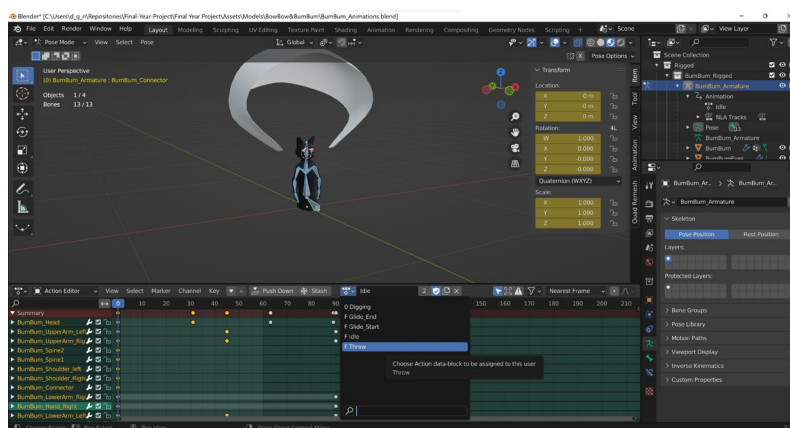 Blender* [C:\Users\d_g_r\Repositories\Final-Year-Project\Final Year Project\Assets\Models\BowBow&BumBum\BumBum_Animations.blend]
File Edit Render Window Help Layout Modeling Sculpting UV Editing Texture Paint Shading Animation Rendering Compositing Geometry Nodes Scripting + Scene View Layer
Pose Mode View Select Pose Global
Pose Options
User Perspective
(0) BumBum_Armature : BumBum_Connector
Objects 1/4
Bones 13/13
Transform
Location:
X 0 m
Y 0 m
Z 0 m
Rotation: 4L
W 1.000
X 0.000
Y -0.000
Z -0.000
Quaternion (WXYZ)
Scale:
X 1.000
Y 1.000
Z 1.000
Item
Tool
View
Animation
Quad Remesh
Scene Collection
Rigged
BumBum_Rigged
BumBum_Armature
Animation
Idle
NLA Tracks
Pose
BumBum_Armature
BumBum
BumBumEyes
BumBum_Ar... > BumBum_Ar...
BumBum_Armature
Skeleton
Pose Position Rest Position
Layers:
Protected Layers:
Bone Groups
Pose Library
Motion Paths
Viewport Display
Inverse Kinematics
Custom Properties
Action Editor View Select Marker Channel Key Push Down Stash Idle 2 Nearest Frame
0 10 20 30 40 50 60 70 80 90 150 160 170 180 190 200 210
Summary
BumBum_Head
BumBum_UpperArm_Left
BumBum_UpperArm_Rig
BumBum_Spine2
BumBum_Spine1
BumBum_Shoulder_left
BumBum_Shoulder_Right
BumBum_Connector
BumBum_LowerArm_Rig
BumBum_Hand_Right
BumBum_LowerArm_Left
0 Digging
F Glide_End
F Glide_Start
F Idle
F Throw
Choose Action data-block to be assigned to this user
Throw